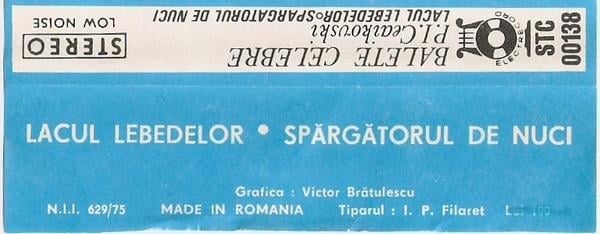 BALETE CELEBRE
P.I.Ceaikovski
LACUL LEBEDELOR○SPARGATORUL DE NUCI
STEREO
LOW NOISE
ELECTRECORD
STC
00138
LACUL LEBEDELOR • SPĂRGĂTORUL DE NUCI
Grafica : Victor Brătulescu
N.I.I. 629/75 MADE IN ROMANIA Tiparul : I. P. Filaret